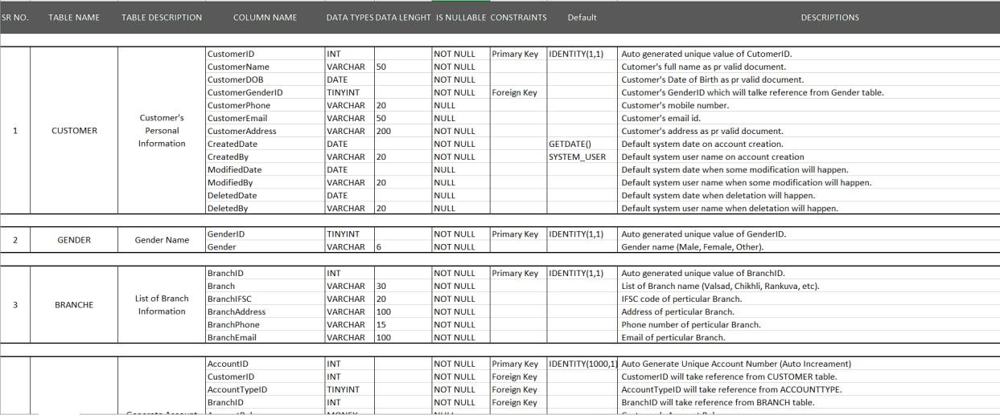 SR NO. TABLE NAME TABLE DESCRIPTION COLUMN NAME DATA TYPES DATA LENGHT IS NULLABLE CONSTRAINTS Default DESCRIPTIONS
CustomerID INT NOT NULL Primary Key IDENTITY(1,1) Auto generated unique value of CutomerID.
CustomerName VARCHAR 50 NOT NULL Cutomer's full name as pr valid document.
CustomerDOB DATE NOT NULL Customer's Date of Birth as pr valid document.
CustomerGenderID TINYINT NOT NULL Foreign Key Customer's GenderID which will talke reference from Gender table.
CustomerPhone VARCHAR 20 NULL Customer's mobile number.
CustomerEmail VARCHAR 50 NULL Customer's email id.
1 CUSTOMER Customer's Personal Information CustomerAddress VARCHAR 200 NOT NULL Customer's address as pr valid document.
CreatedDate DATE NOT NULL GETDATE() Default system date on account creation.
CreatedBy VARCHAR 20 NOT NULL SYSTEM_USER Default system user name on account creation
ModifiedDate DATE NULL Default system date when some modification will happen.
ModifiedBy VARCHAR 20 NULL Default system user name when some modification will happen.
DeletedDate DATE NULL Default system date when deletation will happen.
DeletedBy VARCHAR 20 NULL Default system user name when deletation will happen.
2 GENDER Gender Name GenderID TINYINT NOT NULL Primary Key IDENTITY(1,1) Auto generated unique value of GenderID.
Gender VARCHAR 6 NOT NULL Gender name (Male, Female, Other).
BranchID INT NOT NULL Primary Key IDENTITY(1,1) Auto generated unique value of BranchID.
Branch VARCHAR 30 NOT NULL List of Branch name (Valsad, Chikhli, Rankuva, etc).
BranchIFSC VARCHAR 20 NOT NULL IFSC code of perticular Branch.
3 BRANCHE List of Branch Information BranchAddress VARCHAR 100 NOT NULL Address of perticular Branch.
BranchPhone VARCHAR 15 NOT NULL Phone number of perticular Branch.
BranchEmail VARCHAR 100 NOT NULL Email of perticular Branch.
AccountID INT NOT NULL Primary Key IDENTITY(1000,1) Auto Generate Unique Account Number (Auto Increament)
CustomerID INT NOT NULL Foreign Key CustomerID will take reference from CUSTOMER table.
AccountTypeID TINYINT NOT NULL Foreign Key AccountTypeID will take reference from ACCOUNTTYPE.
BranchID INT NOT NULL Foreign Key BranchID will take reference from BRANCH table.